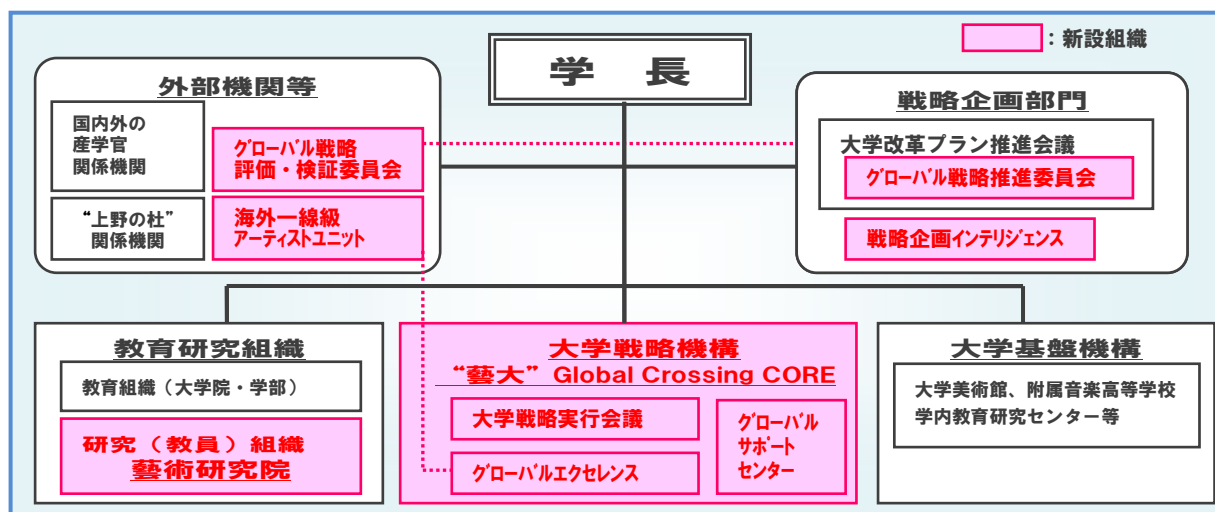 学 長
：新設組織
外部機関等
国内外の
産学官
関係機関
グローバル戦略
評価・検証委員会
“上野の杜”
関係機関
海外一線級
アーティストユニット
戦略企画部門
大学改革プラン推進会議
グローバル戦略推進委員会
戦略企画インテリジェンス
教育研究組織
教育組織（大学院・学部）
研究（教員）組織
藝術研究院
大学戦略機構
“藝大”Global Crossing CORE
大学戦略実行会議
グローバルエクセレンス
グローバル
サポート
センター
大学基盤機構
大学美術館、附属音楽高等学校
学内教育研究センター等